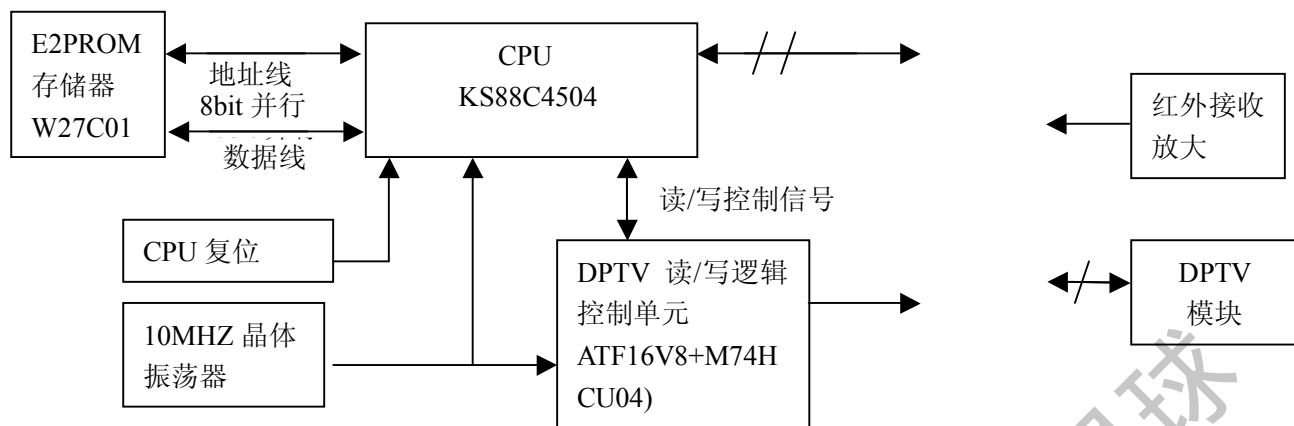 E2PROM
存储器
W27C01
地址线
8bit 并行
数据线
CPU
KS88C4504
红外接收
放大
读/写控制信号
CPU 复位
10MHZ 晶体
振荡器
DPTV 读/写逻辑
控制单元
ATF16V8+M74H
CU04)
DPTV
模块
球